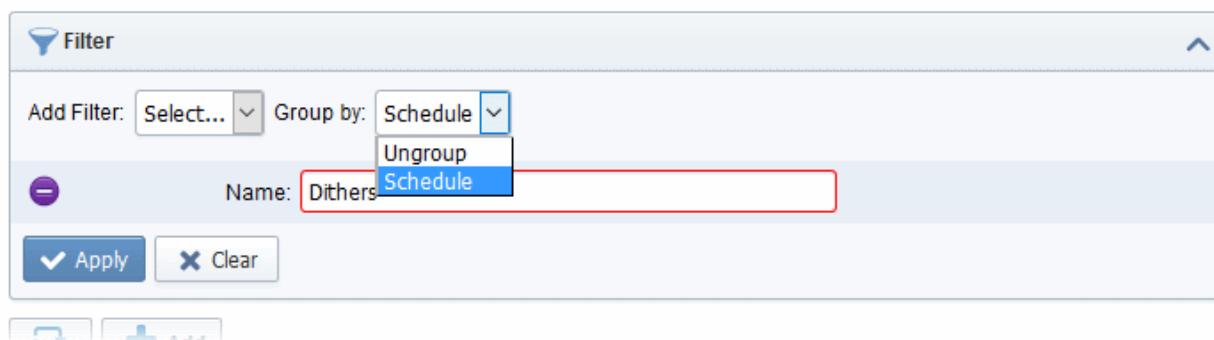 Filter
Add Filter: Select... Group by: Schedule
Ungroup
Schedule
Name: Dithers
Apply Clear